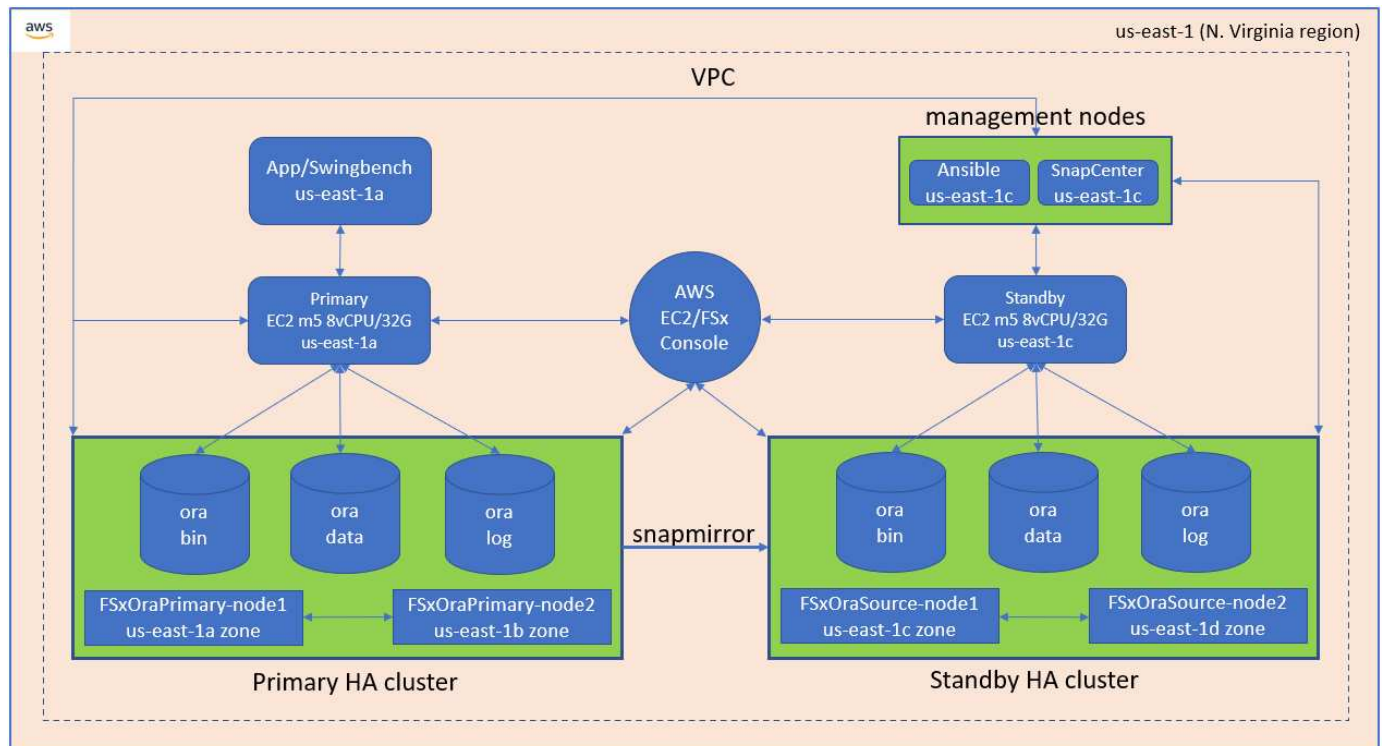 aws
us-east-1 (N. Virginia region)
VPC
management nodes
App/Swingbench
us-east-1a
Ansible
us-east-1c
SnapCenter
us-east-1c
Primary
EC2 m5 8vCPU/32G
us-east-1a
AWS
EC2/FSx
Console
Standby
EC2 m5 8vCPU/32G
us-east-1c
ora
bin
ora
data
ora
log
snapmirror
ora
bin
ora
data
ora
log
FSxOraPrimary-node1
us-east-1a zone
FSxOraPrimary-node2
us-east-1b zone
FSxOraSource-node1
us-east-1c zone
FSxOraSource-node2
us-east-1d zone
Primary HA cluster
Standby HA cluster